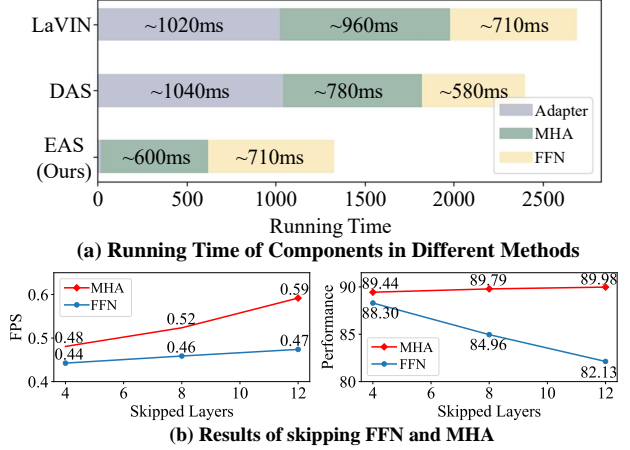 LaVIN
~1020ms
~960ms
~710ms
DAS
~1040ms
~780ms
~580ms
Adapter
MHA
FFN
EAS
(Ours)
~600ms
~710ms
0
500
1000
1500
2000
2500
Running Time
(a) Running Time of Components in Different Methods
MHA
FFN
FPS
0.6
0.5
0.4
0.48
0.52
0.59
0.44
0.46
0.47
4
6
8
10
12
Skipped Layers
Performance
90
85
80
89.44
89.79
89.98
88.30
84.96
82.13
MHA
FFN
4
6
8
10
12
Skipped Layers
(b) Results of skipping FFN and MHA